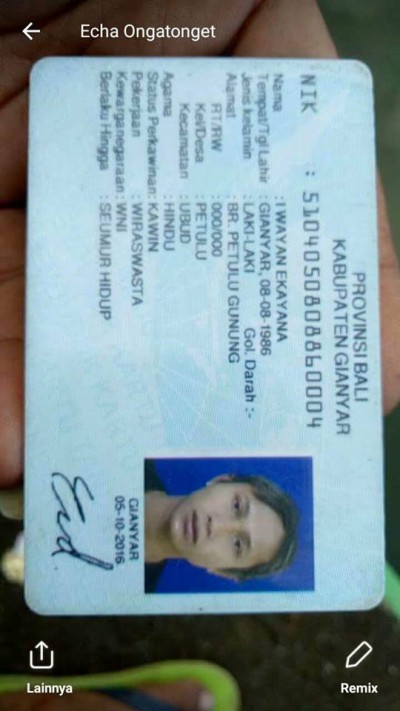 Echa Ongatonget
PROVINSI BALI
KABUPATEN GIANYAR
NIK : 5104050808860004
Nama : I WAYAN EKAYANA
Tempat/Tgl Lahir : GIANYAR, 08-08-1986
Jenis kelamin : LAKI-LAKI Gol. Darah :-
Alamat : BR. PETULU GUNUNG
RT/RW : 000/000
Kel/Desa : PETULU
Kecamatan : UBUD
Agama : HINDU
Status Perkawinan: KAWIN
Pekerjaan : WIRASWASTA
Kewarganegaraan: WNI
Berlaku Hingga : SEUMUR HIDUP
GIANYAR
05-10-2016
Lainnya
Remix